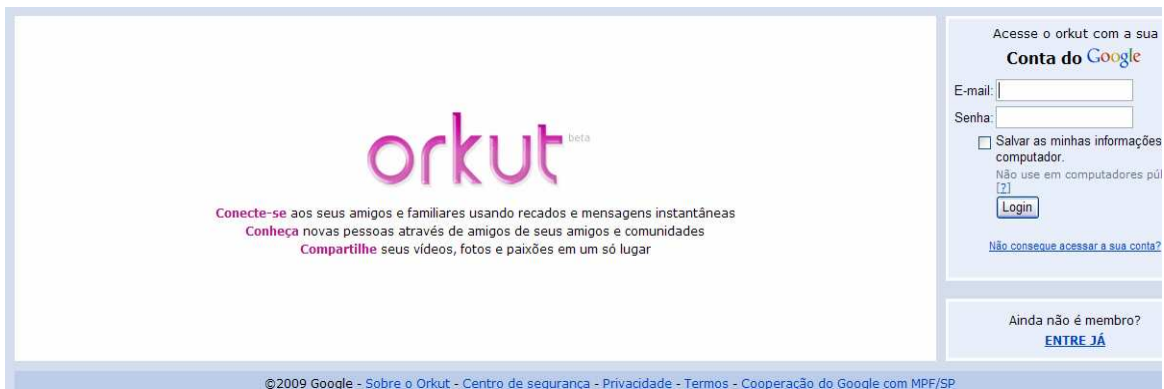 orkut beta
Conecte-se aos seus amigos e familiares usando recados e mensagens instantâneas
Conheça novas pessoas através de amigos de seus amigos e comunidades
Compartilhe seus vídeos, fotos e paixões em um só lugar
Acesse o orkut com a sua
Conta do Google
E-mail:
Senha:
Salvar as minhas informações
computador.
Não use em computadores púl
[?]
Login
Não consegue acessar a sua conta?
Ainda não é membro?
ENTRE JÁ
©2009 Google - Sobre o Orkut - Centro de segurança - Privacidade - Termos - Cooperação do Google com MPF/SP